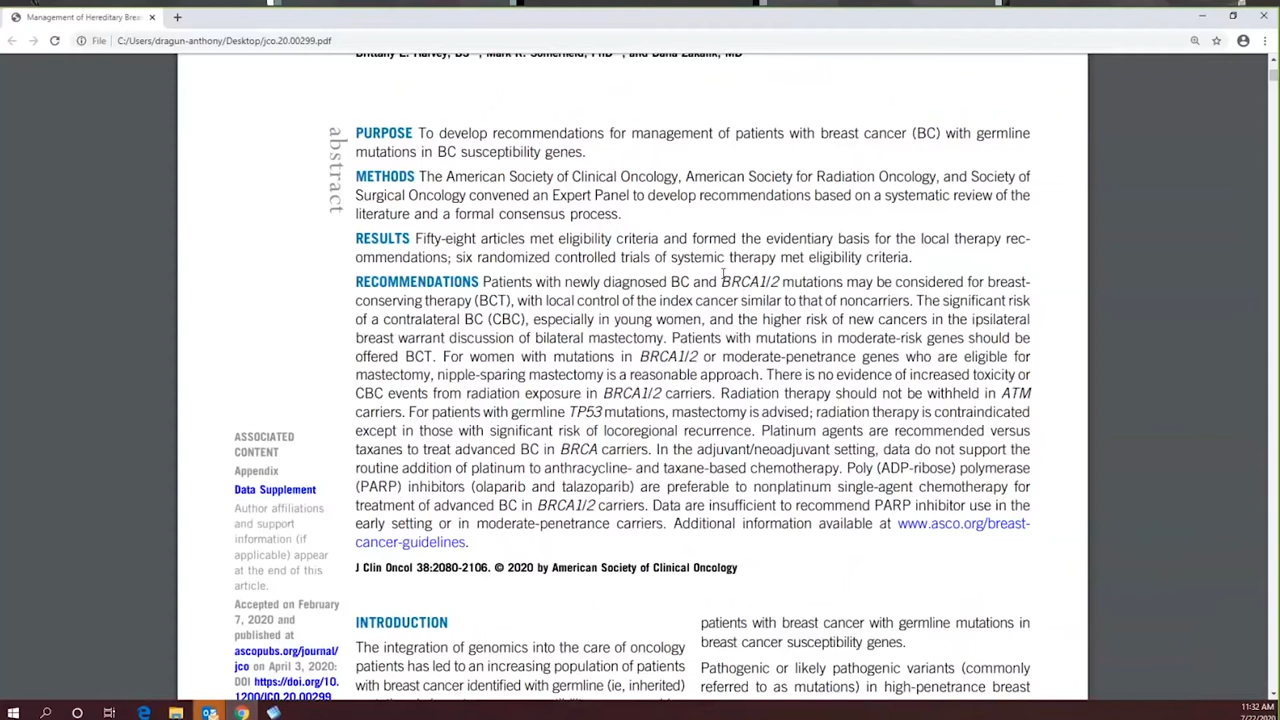 Management of Hereditary Brea
File
C:/Users/dragun-anthony/Desktop/jco.20.00299.pdf
Brittany E. Harvey, BS
; Mark R. Somerfield, PhD
; and Dana Zakalik, MD
abstract
PURPOSE To develop recommendations for management of patients with breast cancer (BC) with germline
mutations in BC susceptibility genes.
METHODS The American Society of Clinical Oncology, American Society for Radiation Oncology, and Society of
Surgical Oncology convened an Expert Panel to develop recommendations based on a systematic review of the
literature and a formal consensus process.
RESULTS Fifty-eight articles met eligibility criteria and formed the evidentiary basis for the local therapy rec-
ommendations; six randomized controlled trials of systemic therapy met eligibility criteria.
RECOMMENDATIONS Patients with newly diagnosed BC and BRCA1/2 mutations may be considered for breast-
conserving therapy (BCT), with local control of the index cancer similar to that of noncarriers. The significant risk
of a contralateral BC (CBC), especially in young women, and the higher risk of new cancers in the ipsilateral
breast warrant discussion of bilateral mastectomy. Patients with mutations in moderate-risk genes should be
offered BCT. For women with mutations in BRCA1/2 or moderate-penetrance genes who are eligible for
mastectomy, nipple-sparing mastectomy is a reasonable approach. There is no evidence of increased toxicity or
CBC events from radiation exposure in BRCA1/2 carriers. Radiation therapy should not be withheld in ATM
carriers. For patients with germline TP53 mutations, mastectomy is advised; radiation therapy is contraindicated
except in those with significant risk of locoregional recurrence. Platinum agents are recommended versus
taxanes to treat advanced BC in BRCA carriers. In the adjuvant/neoadjuvant setting, data do not support the
routine addition of platinum to anthracycline- and taxane-based chemotherapy. Poly (ADP-ribose) polymerase
(PARP) inhibitors (olaparib and talazoparib) are preferable to nonplatinum single-agent chemotherapy for
treatment of advanced BC in BRCA1/2 carriers. Data are insufficient to recommend PARP inhibitor use in the
early setting or in moderate-penetrance carriers. Additional information available at www.asco.org/breast-
cancer-guidelines.
J Clin Oncol 38:2080-2106. © 2020 by American Society of Clinical Oncology
ASSOCIATED
CONTENT
Appendix
Data Supplement
Author affiliations
and support
information (if
applicable) appear
at the end of this
article.
Accepted on February
7, 2020 and
published at
ascopubs.org/journal/
jco on April 3, 2020:
DOI https://doi.org/10.
1200/JCO.20.00299
INTRODUCTION
The integration of genomics into the care of oncology
patients has led to an increasing population of patients
with breast cancer identified with germline (ie, inherited)
patients with breast cancer with germline mutations in
breast cancer susceptibility genes.
Pathogenic or likely pathogenic variants (commonly
referred to as mutations) in high-penetrance breast
11:32 AM
7/22/2020